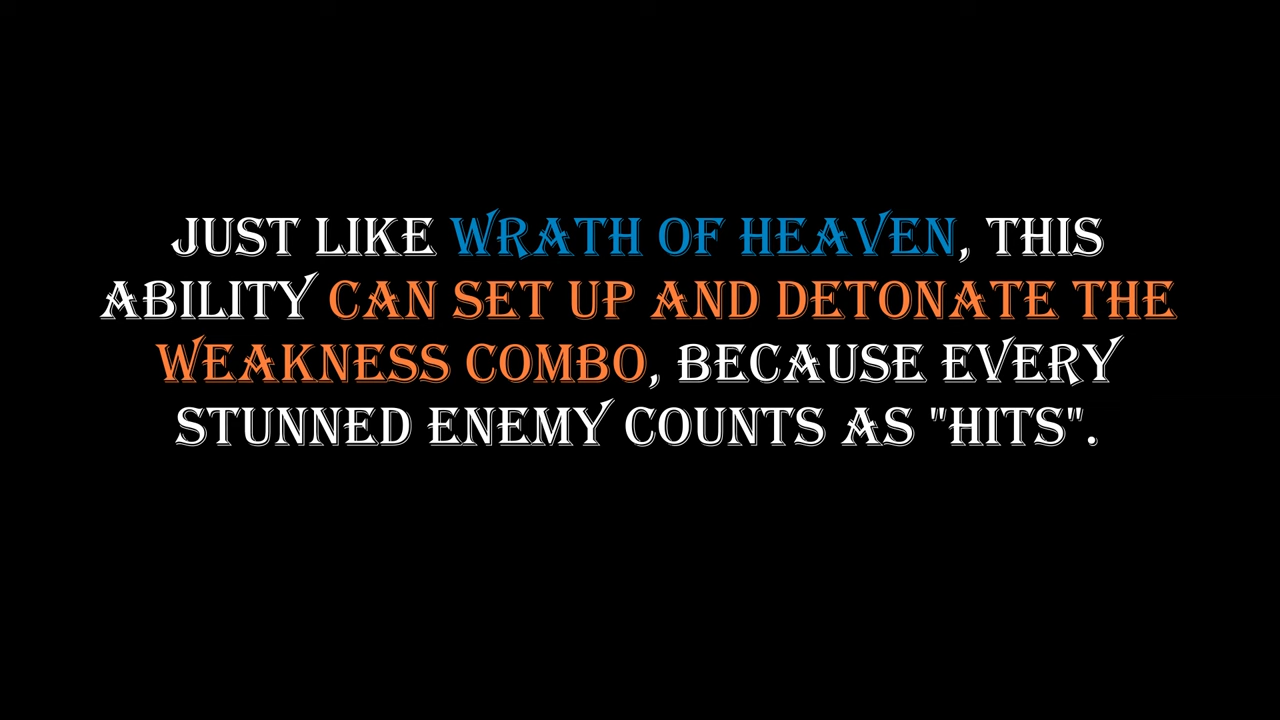 JUST LIKE WRATH OF HEAVEN, THIS
ABILITY CAN SET UP AND DETONATE THE
WEAKNESS COMBO, BECAUSE EVERY
STUNNED ENEMY COUNTS AS "HITS".